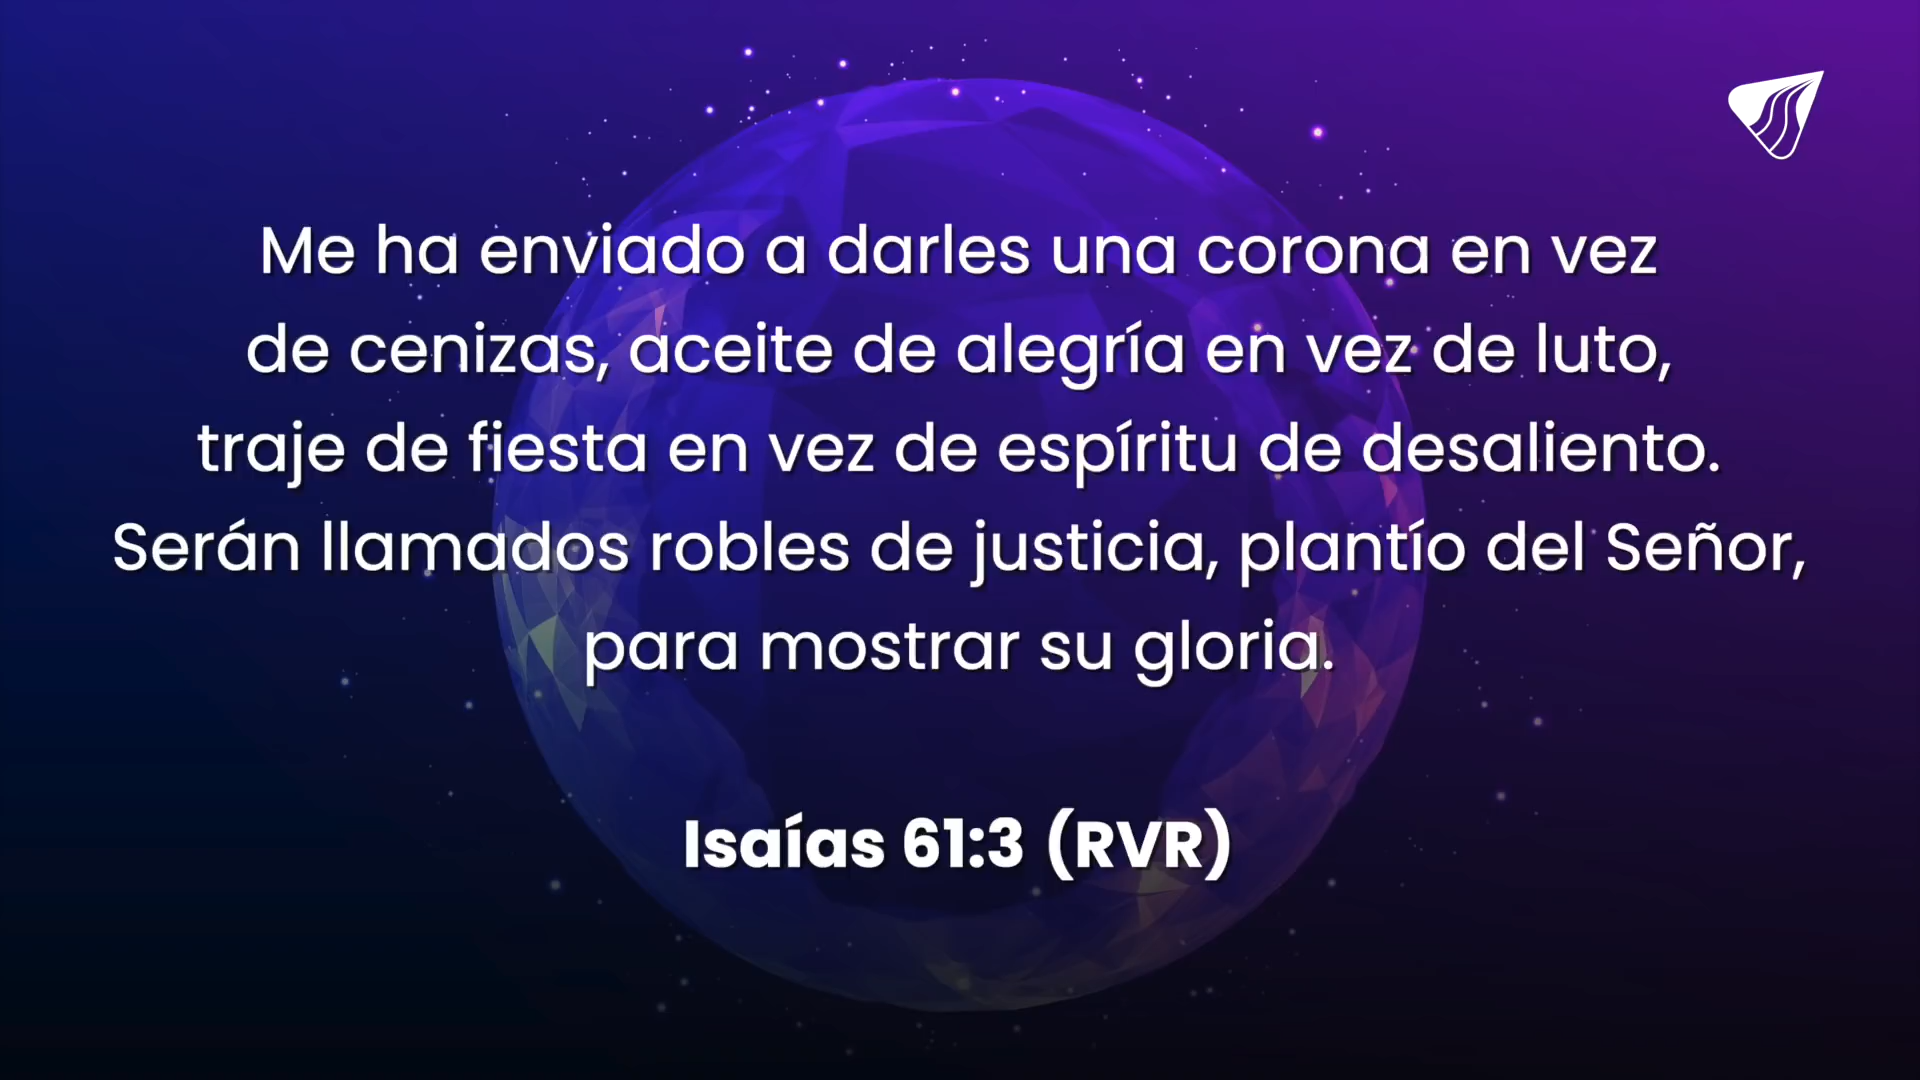 Me ha enviado a darles una corona en vez
de cenizas, aceite de alegría en vez de luto,
traje de fiesta en vez de espíritu de desaliento.
Serán llamados robles de justicia, plantío del Señor,
para mostrar su gloria.
Isaías 61:3 (RVR)